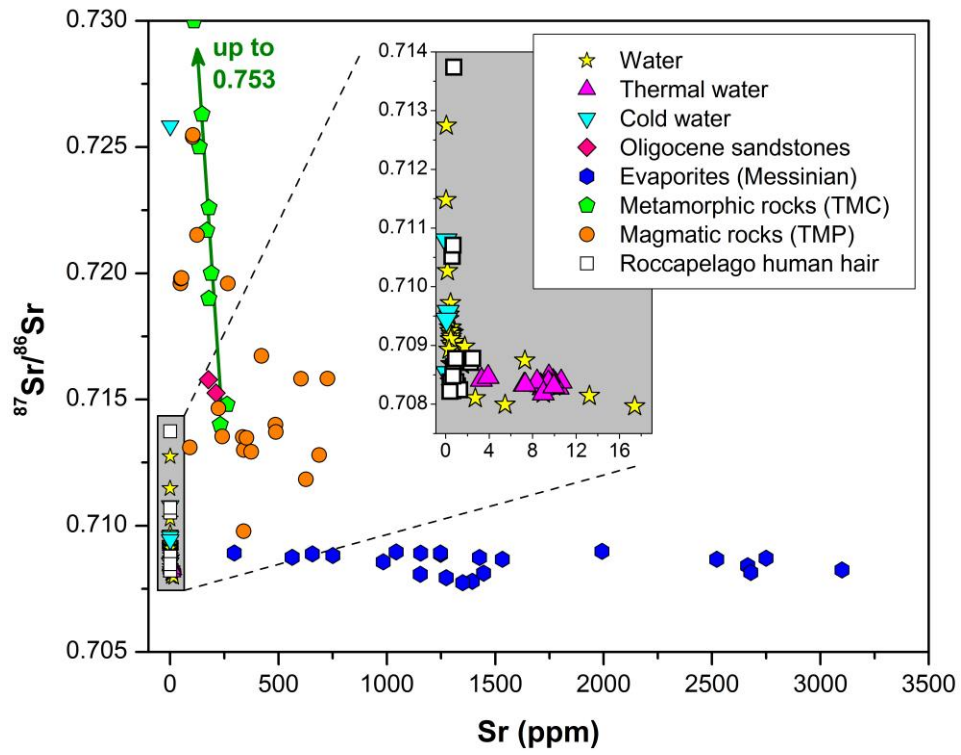 0.730
0.725
0.720
0.715
0.710
0.705
87Sr/86Sr
0
500
1000
1500
2000
2500
3000
3500
Sr (ppm)
up to
0.753
0.714
0.713
0.712
0.711
0.710
0.709
0.708
0
4
8
12
16
Water
Thermal water
Cold water
Oligocene sandstones
Evaporites (Messinian)
Metamorphic rocks (TMC)
Magmatic rocks (TMP)
Roccapelago human hair